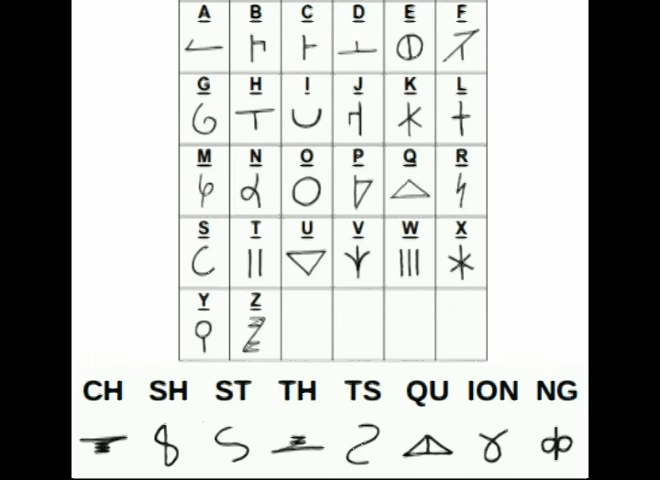 A B C D E F
G H I J K L
M N O P Q R
S T U V W X
Y Z
CH SH ST TH TS QU ION NG